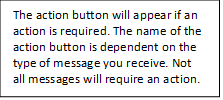 The action button will appear if an
action is required. The name of the
action button is dependent on the
type of message you receive. Not
all messages will require an action.